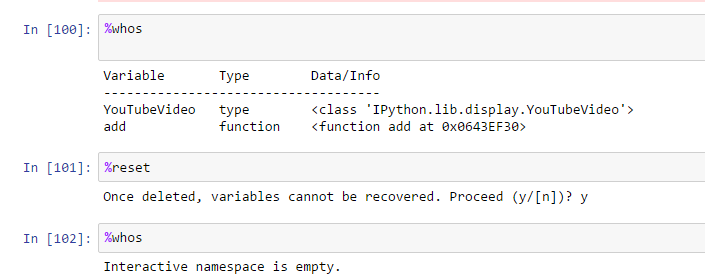 In [100]: %whos
Variable Type Data/Info
-----------------------------------
YouTubeVideo type <class 'IPython.lib.display.YouTubeVideo'>
add function <function add at 0x0643EF30>
In [101]: %reset
Once deleted, variables cannot be recovered. Proceed (y/[n])? y
In [102]: %whos
Interactive namespace is empty.